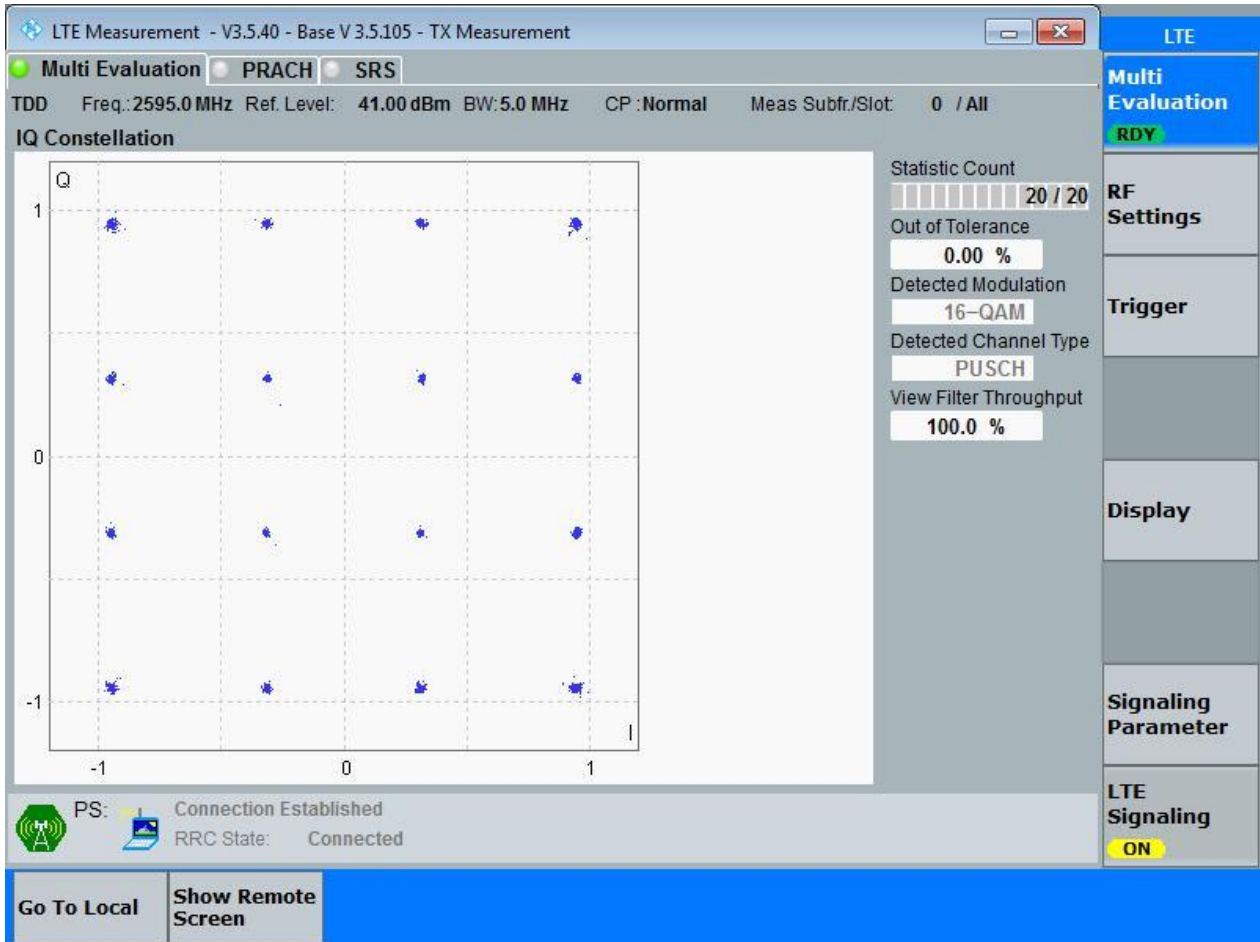 LTE Measurement - V3.5.40 - Base V 3.5.105 - TX Measurement
LTE
Multi Evaluation PRACH SRS
TDD Freq.: 2595.0 MHz Ref. Level: 41.00 dBm BW: 5.0 MHz CP : Normal Meas Subfr./Slot: 0 / All
IQ Constellation
Q
1
0
-1
I
-1 0 1
Statistic Count
20 / 20
Out of Tolerance
0.00 %
Detected Modulation
16-QAM
Detected Channel Type
PUSCH
View Filter Throughput
100.0 %
Multi
Evaluation
RDY
RF
Settings
Trigger
Display
Signaling
Parameter
LTE
Signaling
ON
PS: Connection Established
RRC State: Connected
Go To Local
Show Remote
Screen